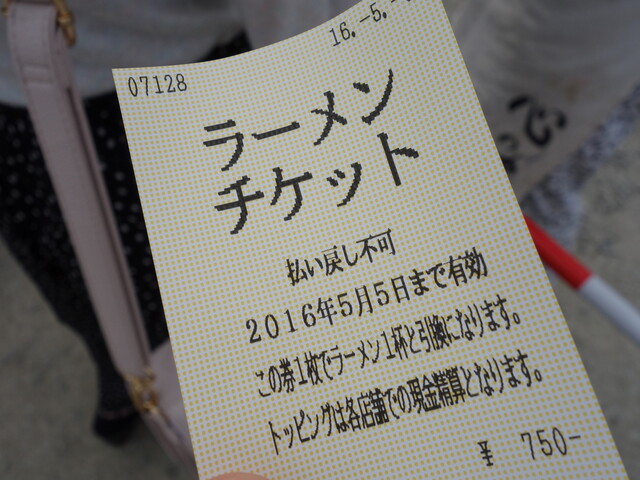 07128
16.-5.-
ラーメン
チケット
払い戻し不可
2016年5月5日まで有効
この券1枚でラーメン1杯と引換になります。
トッピングは各店舗での現金精算となります。
¥ 750-